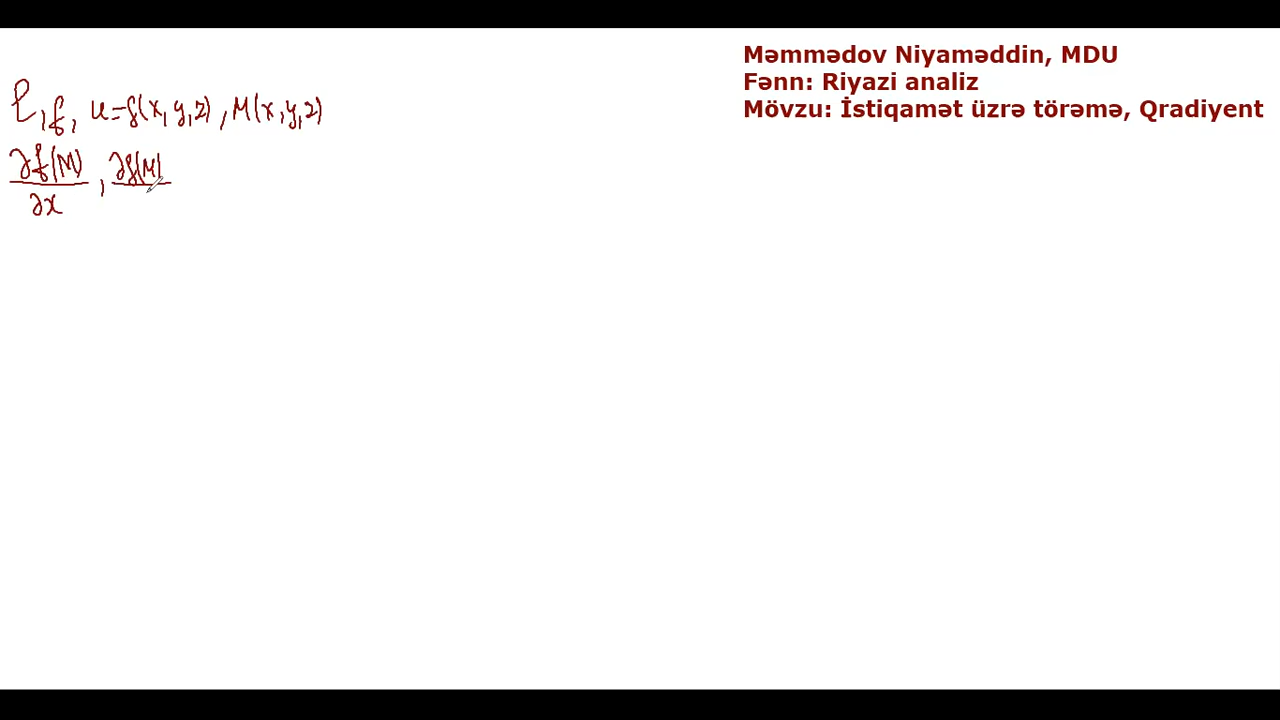 Məmmədov Niyaməddin, MDU
Fənn: Riyazi analiz
Mövzu: İstiqamət üzrə törəmə, Qradiyent
ℓ, f, u=f(x, y, z), M(x, y, z)
∂f(M)/∂x, ∂f(M)